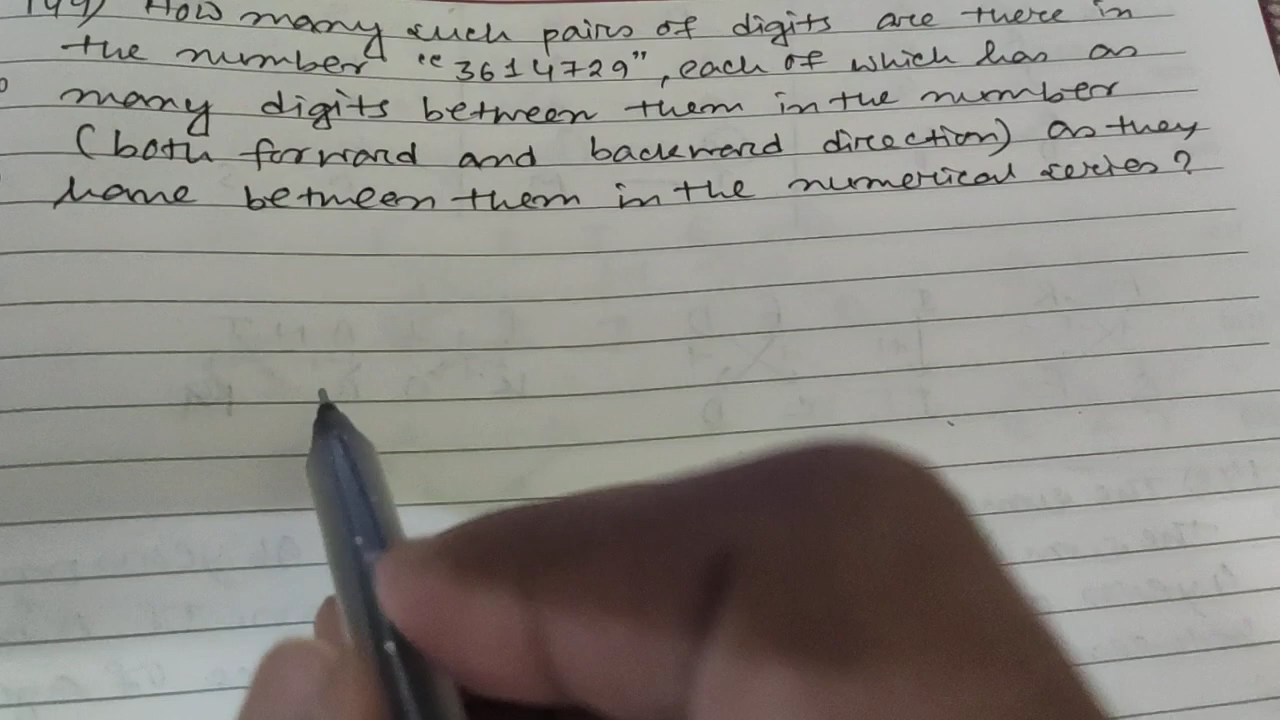 144) How many such pairs of digits are there in
the number "3614729", each of which has as
many digits between them in the number
(both forward and backward direction) as they
have between them in the numerical series?